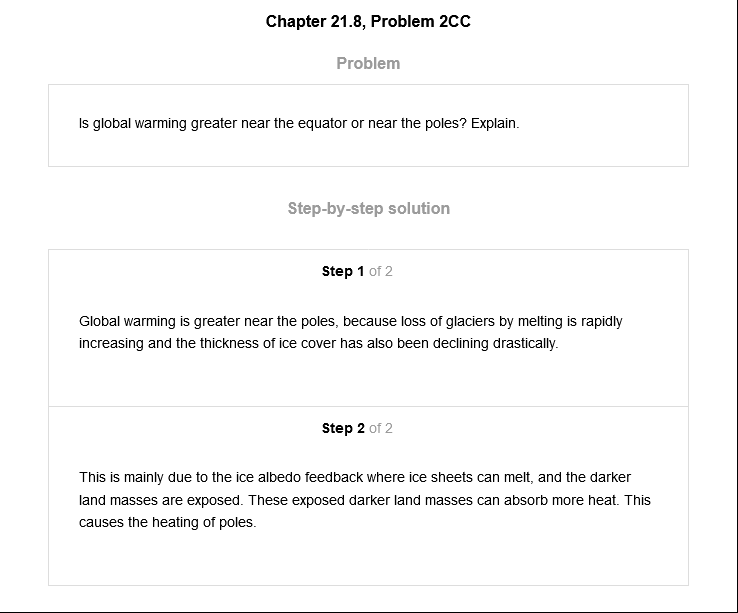 Chapter 21.8, Problem 2CC
Problem
Is global warming greater near the equator or near the poles? Explain.
Step-by-step solution
Step 1 of 2
Global warming is greater near the poles, because loss of glaciers by melting is rapidly
increasing and the thickness of ice cover has also been declining drastically.
Step 2 of 2
This is mainly due to the ice albedo feedback where ice sheets can melt, and the darker
land masses are exposed. These exposed darker land masses can absorb more heat. This
causes the heating of poles.